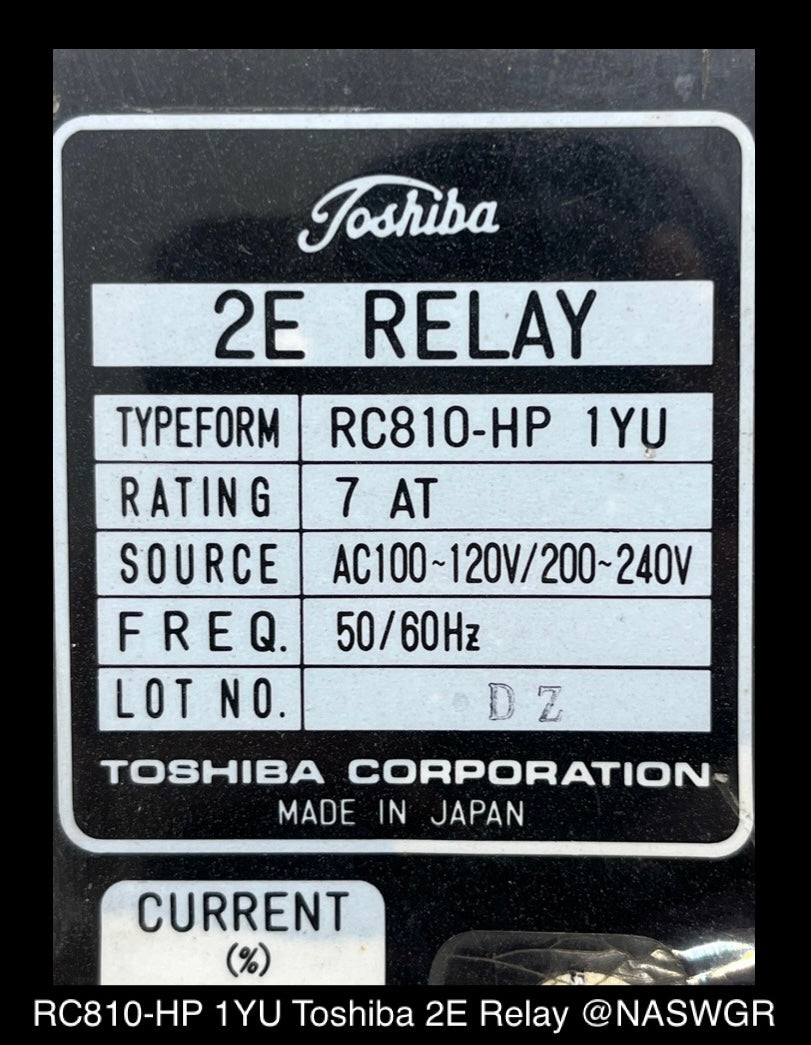 Toshiba
2E RELAY
TYPEFORM RC810-HP 1YU
RATING 7 AT
SOURCE AC100~120V/200~240V
FREQ. 50/60Hz
LOT NO. DZ
TOSHIBA CORPORATION
MADE IN JAPAN
CURRENT
(%)
RC810-HP 1YU Toshiba 2E Relay @NASWGR